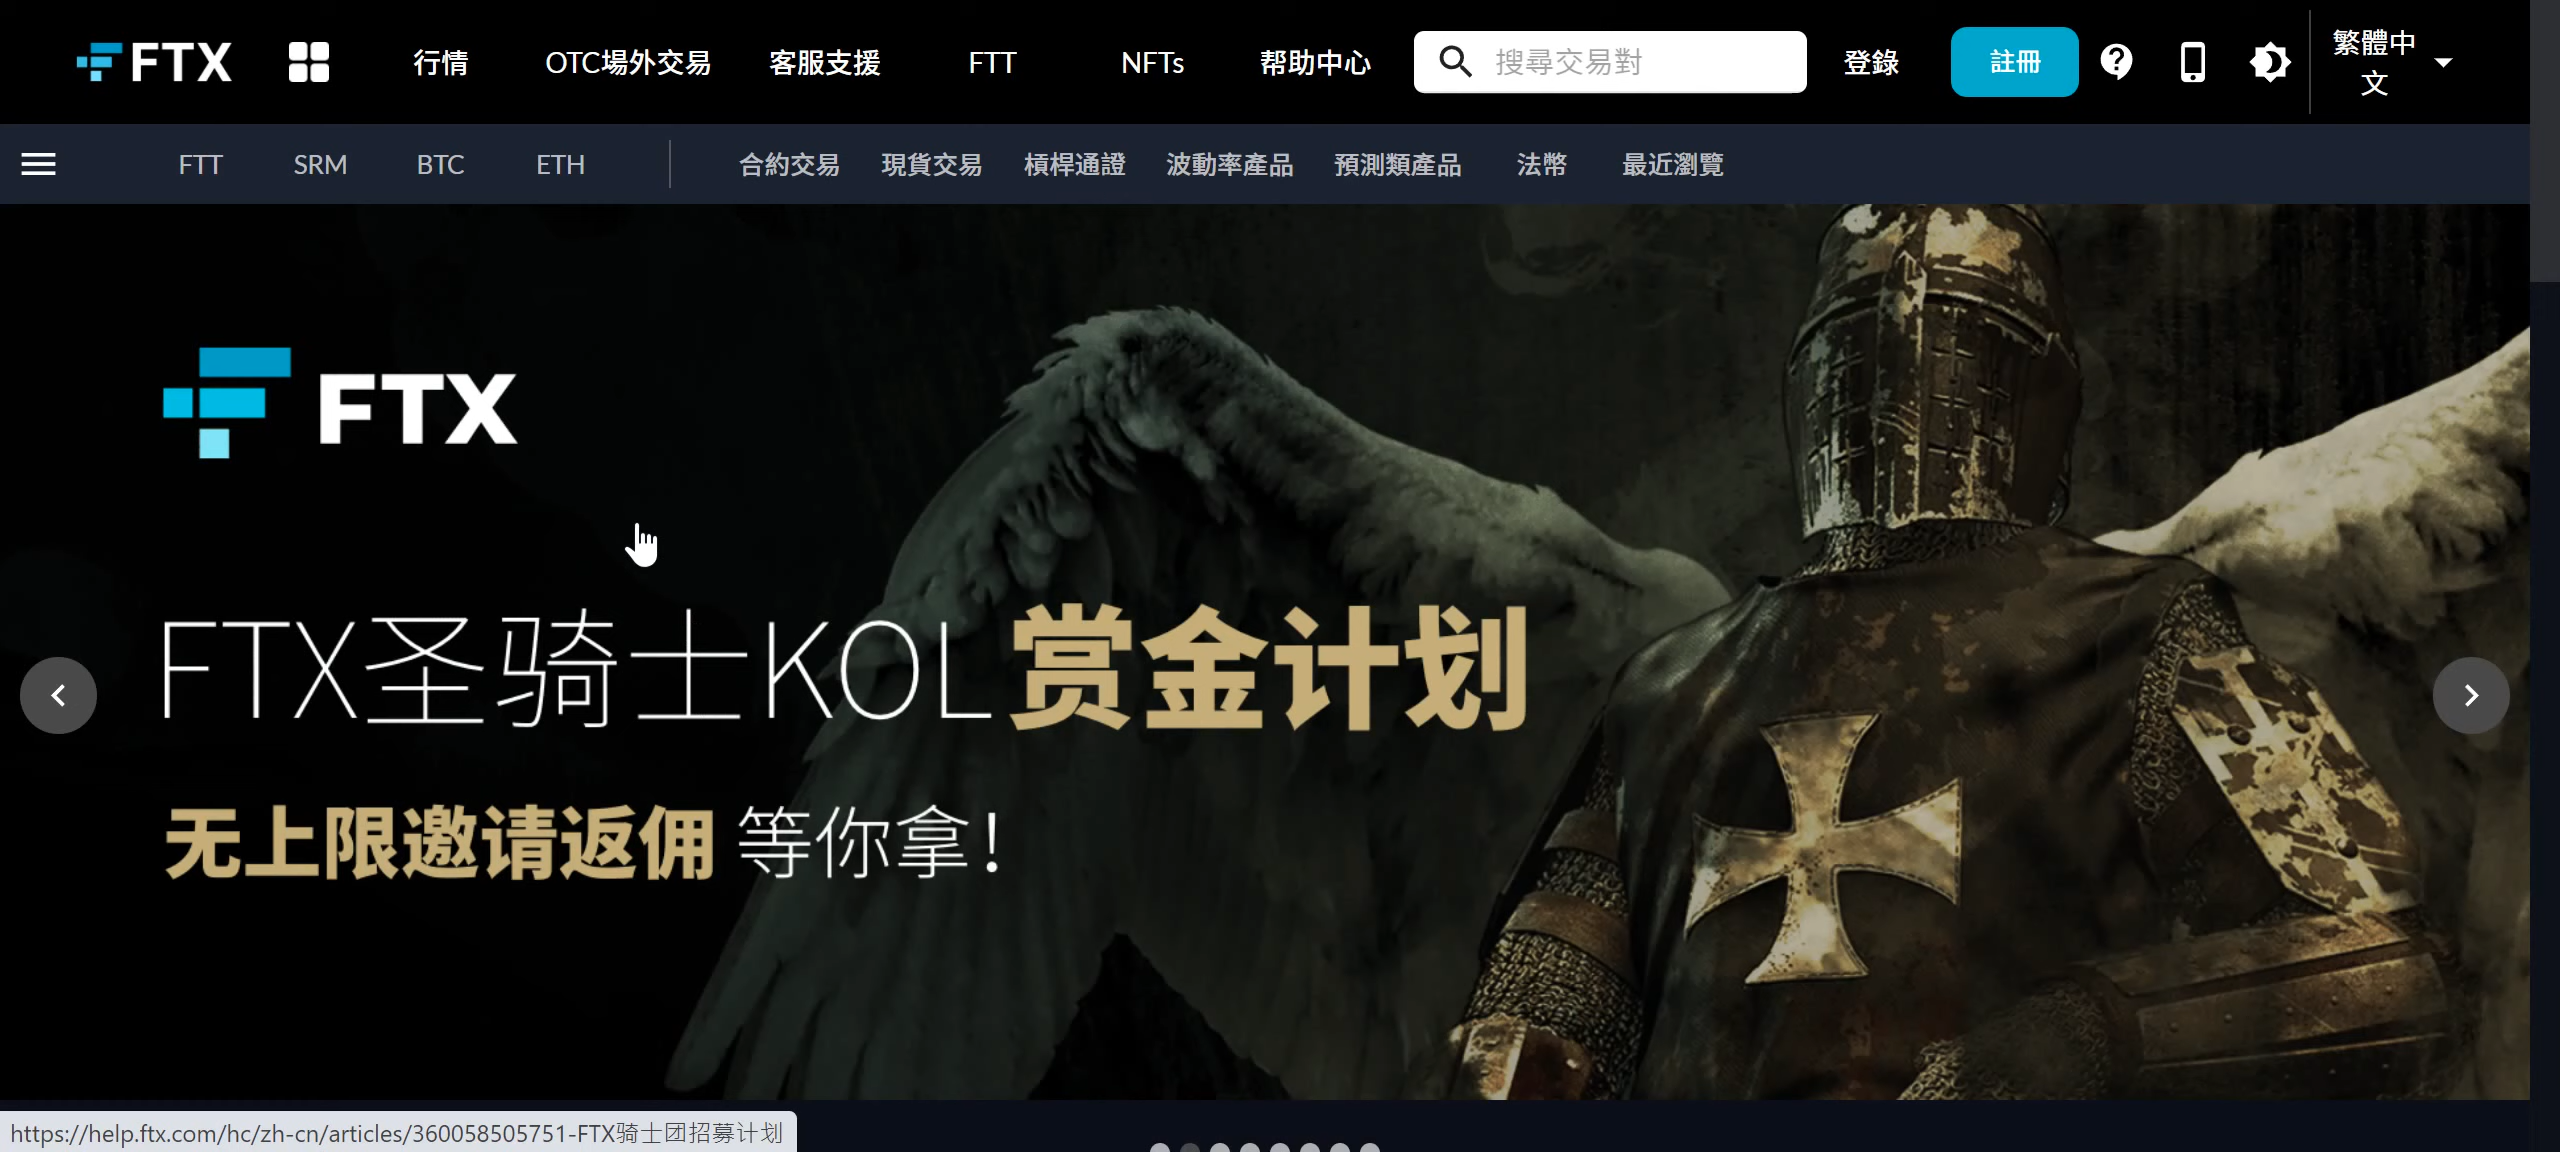 FTX 行情 OTC場外交易 客服支援 FTT NFTs 帮助中心 搜尋交易對 登錄 註冊 繁體中
文
FTT SRM BTC ETH 合約交易 現貨交易 槓桿通證 波動率產品 預測類產品 法幣 最近瀏覽
FTX
FTX圣骑士KOL赏金计划
无上限邀请返佣 等你拿!
https://help.ftx.com/hc/zh-cn/articles/360058505751-FTX骑士团招募计划